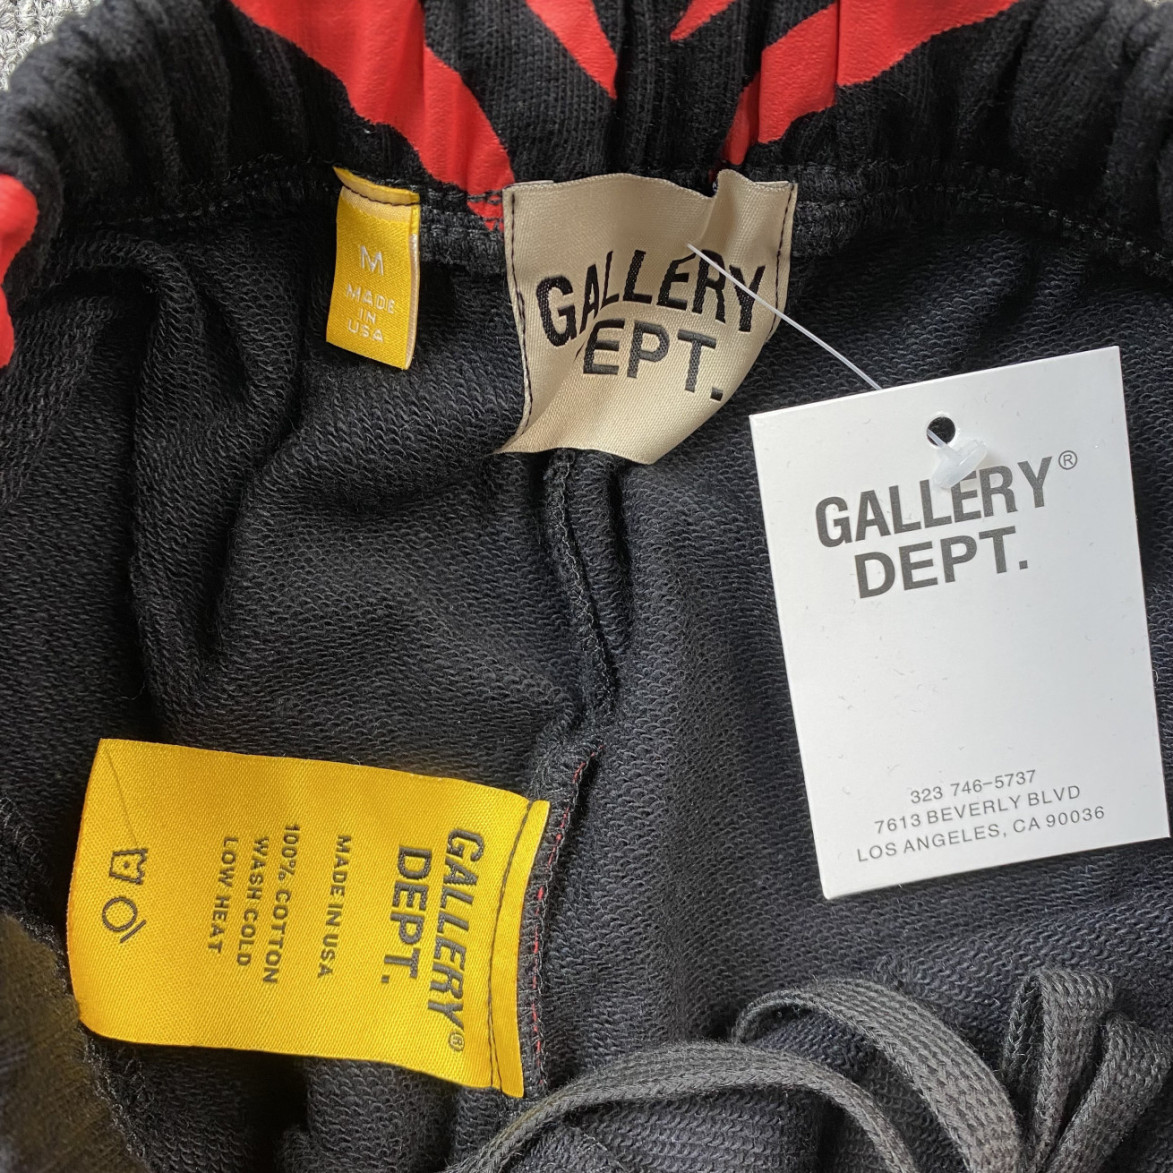 M
MADE
IN
USA
GALLERY
EPT.
GALLERY®
DEPT.
323 746-5737
7613 BEVERLY BLVD
LOS ANGELES, CA 90036
GALLERY®
DEPT.
MADE IN USA
100% COTTON
WASH COLD
LOW HEAT